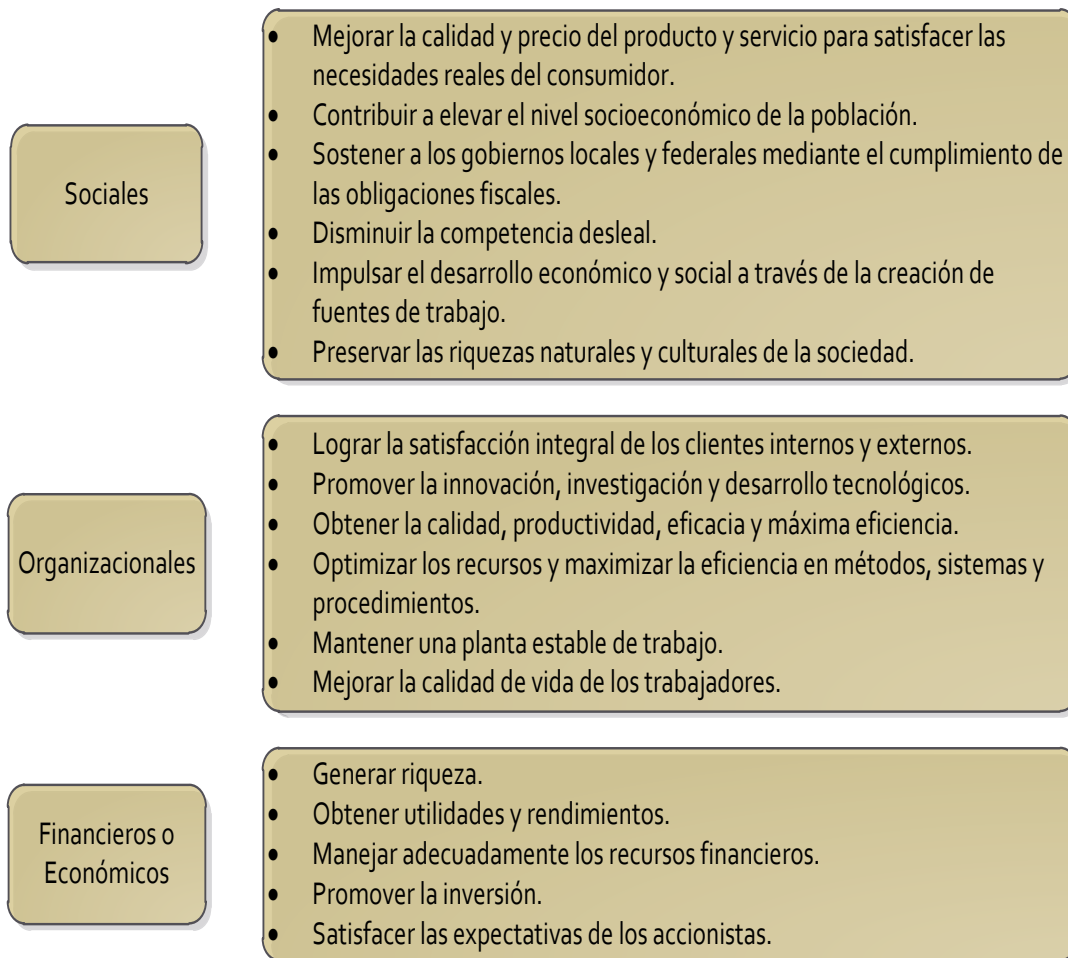 Sociales
• Mejorar la calidad y precio del producto y servicio para satisfacer las
necesidades reales del consumidor.
• Contribuir a elevar el nivel socioeconómico de la población.
• Sostener a los gobiernos locales y federales mediante el cumplimiento de
las obligaciones fiscales.
• Disminuir la competencia desleal.
• Impulsar el desarrollo económico y social a través de la creación de
fuentes de trabajo.
• Preservar las riquezas naturales y culturales de la sociedad.
Organizacionales
• Lograr la satisfacción integral de los clientes internos y externos.
• Promover la innovación, investigación y desarrollo tecnológicos.
• Obtener la calidad, productividad, eficacia y máxima eficiencia.
• Optimizar los recursos y maximizar la eficiencia en métodos, sistemas y
procedimientos.
• Mantener una planta estable de trabajo.
• Mejorar la calidad de vida de los trabajadores.
Financieros o
Económicos
• Generar riqueza.
• Obtener utilidades y rendimientos.
• Manejar adecuadamente los recursos financieros.
• Promover la inversión.
• Satisfacer las expectativas de los accionistas.